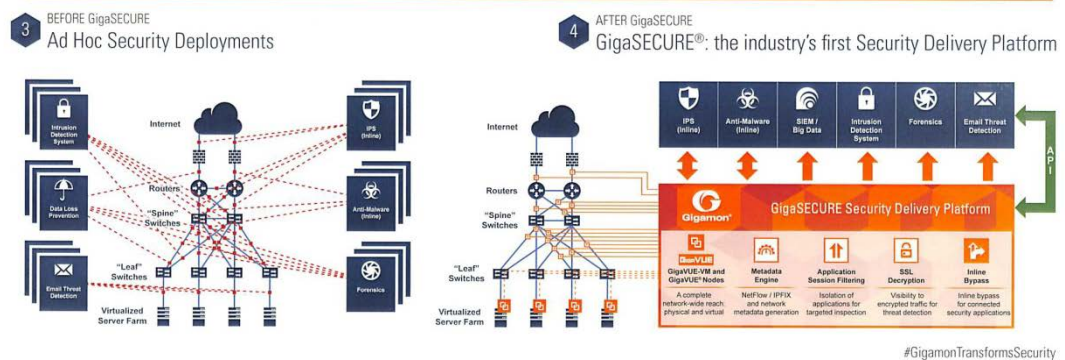 3
BEFORE GigaSECURE
Ad Hoc Security Deployments
Intrusion
Detection
System
Data Loss
Prevention
Email Threat
Detection
Internet
Routers
"Spine"
Switches
"Leaf"
Switches
Virtualized
Server Farm
IPS
(Inline)
Anti-Malware
(Inline)
Forensics
4
AFTER GigaSECURE
GigaSECURE®: the industry's first Security Delivery Platform
Internet
Routers
"Spine"
Switches
"Leaf"
Switches
Virtualized
Server Farm
IPS
(Inline)
Anti-Malware
(Inline)
SIEM /
Big Data
Intrusion
Detection
System
Forensics
Email Threat
Detection
API
Gigamon®
GigaSECURE Security Delivery Platform
GigaVUE
GigaVUE-VM and
GigaVUE® Nodes
A complete
network-wide reach:
physical and virtual
Metadata
Engine
NetFlow / IPFIX
and network
metadata generation
Application
Session Filtering
Isolation of
applications for
targeted inspection
SSL
Decryption
Visibility to
encrypted traffic for
threat detection
Inline
Bypass
Inline bypass
for connected
security applications
#GigamonTransformsSecurity